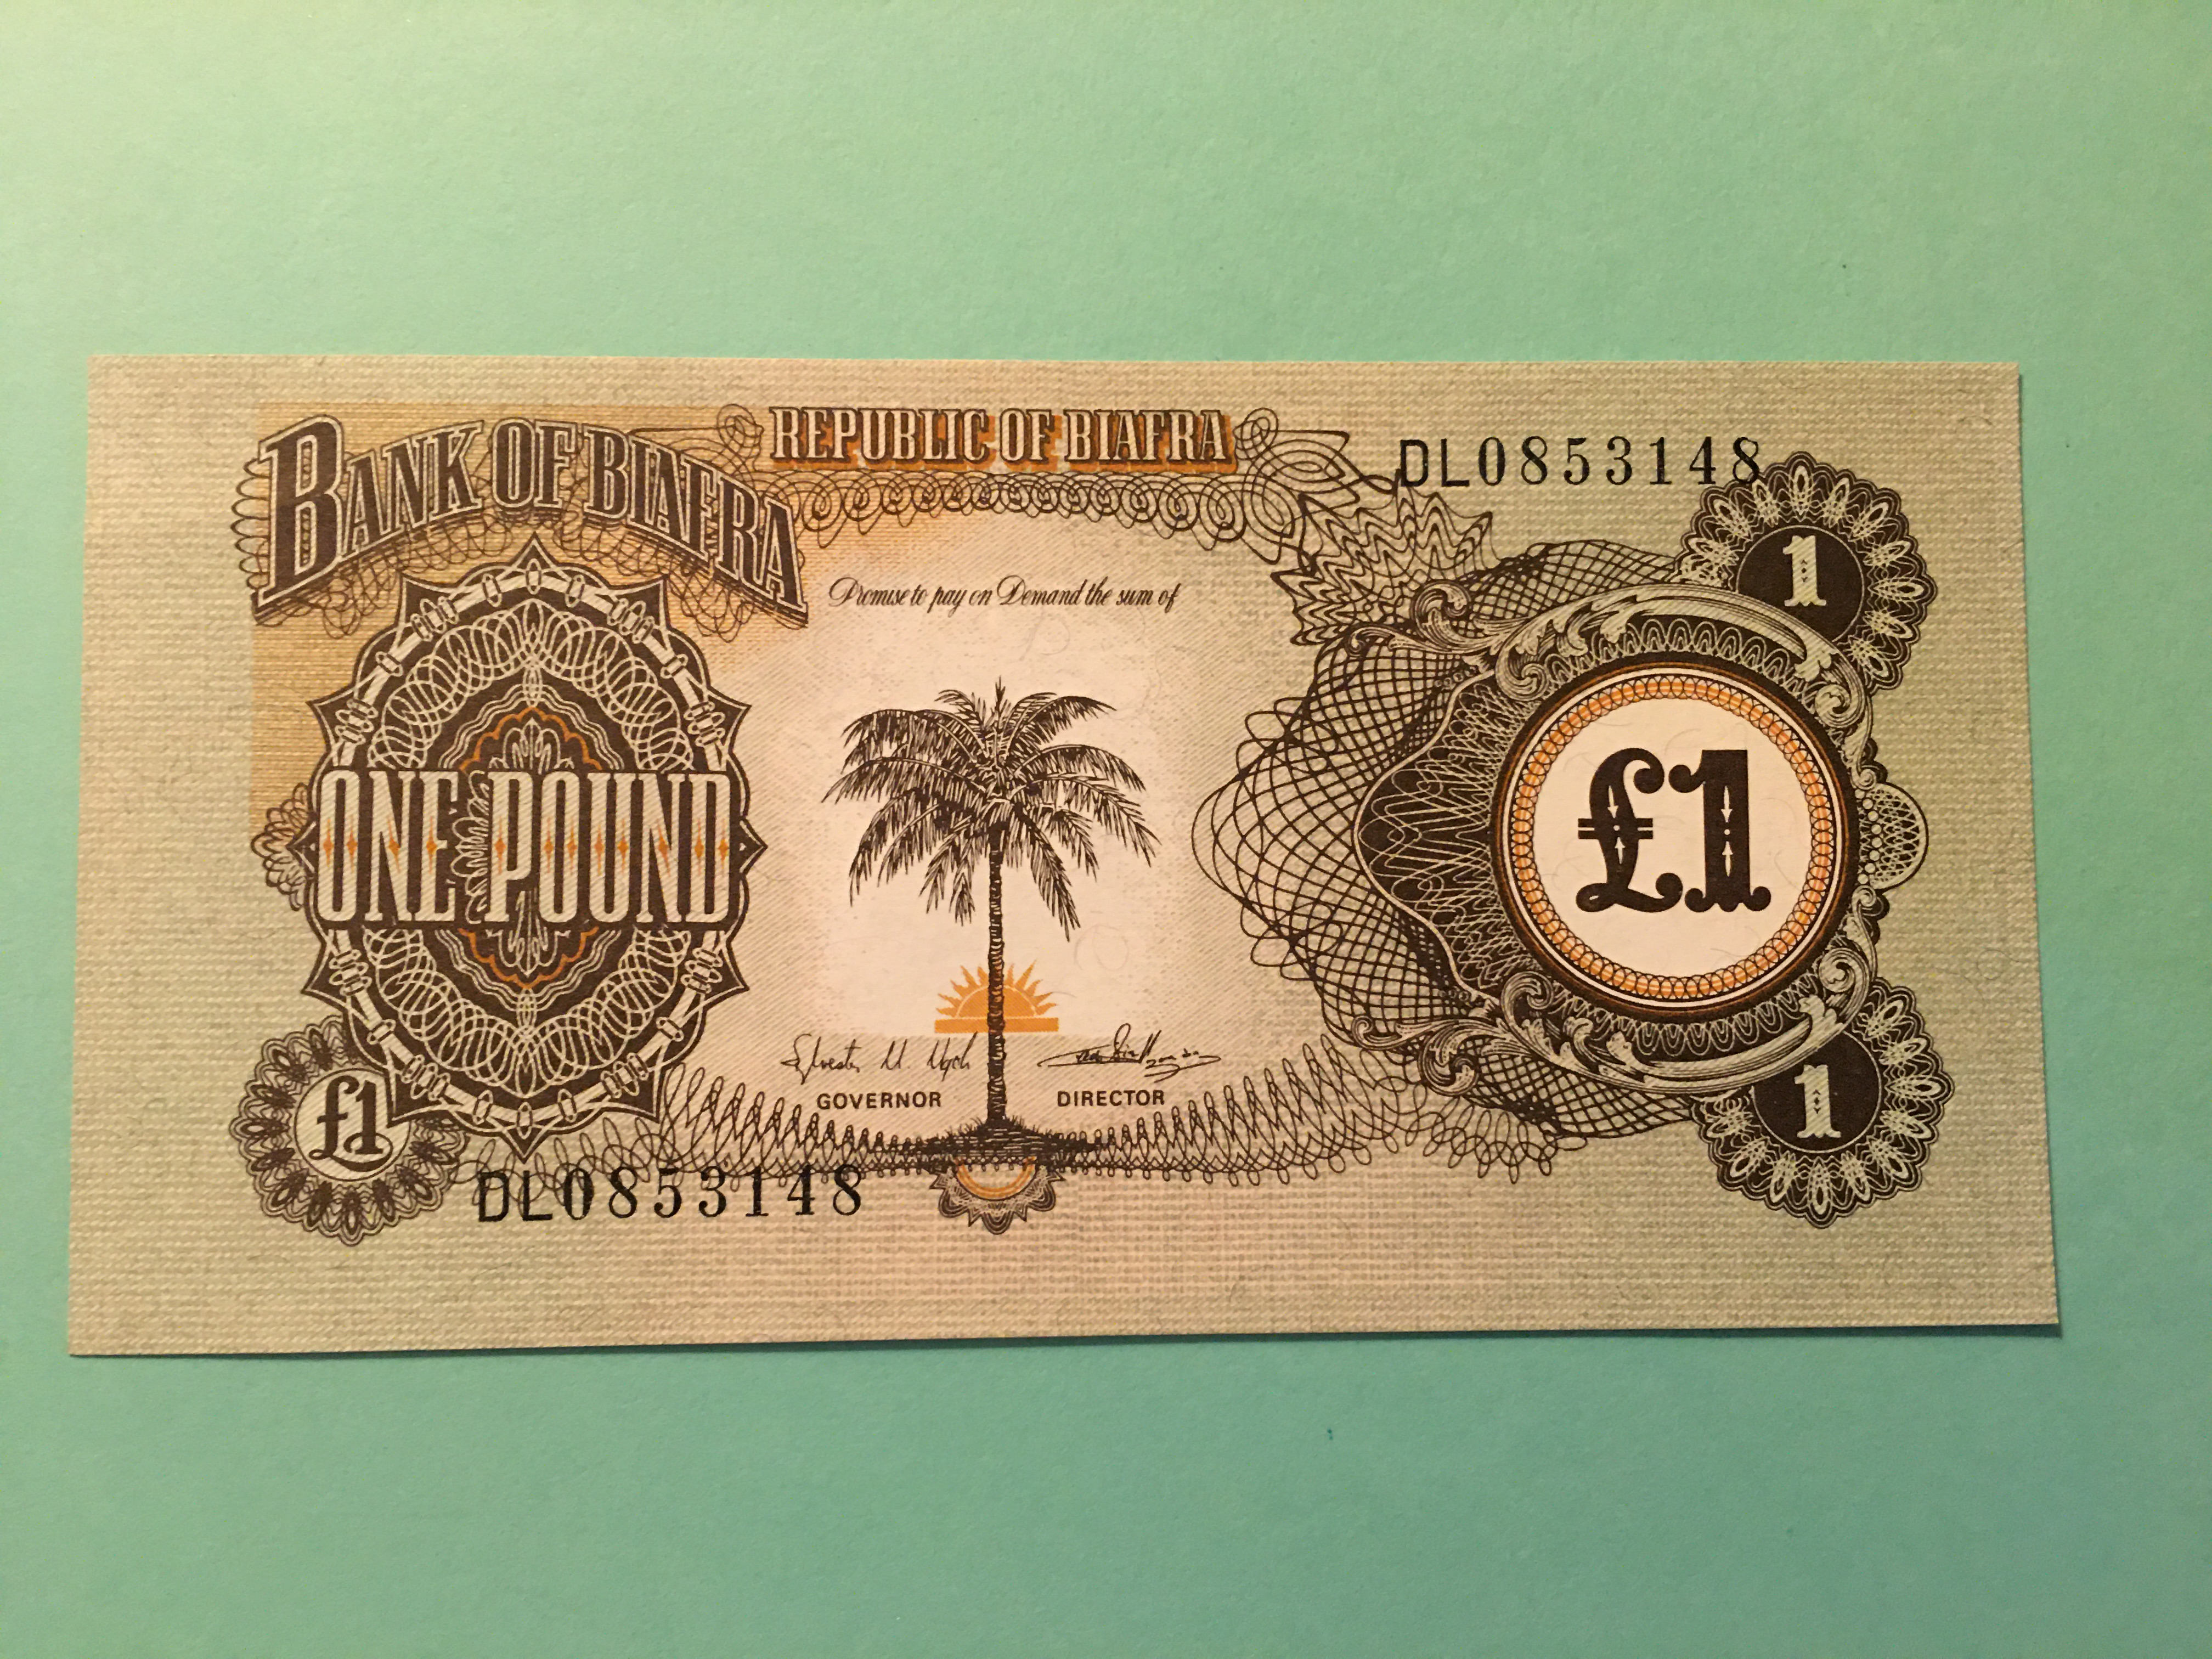 BANK OF BIAFRA
REPUBLIC OF BIAFRA
DL0853148
1
Promise to pay on Demand the sum of
ONE POUND
£1
GOVERNOR
DIRECTOR
£1
1
DL0853148